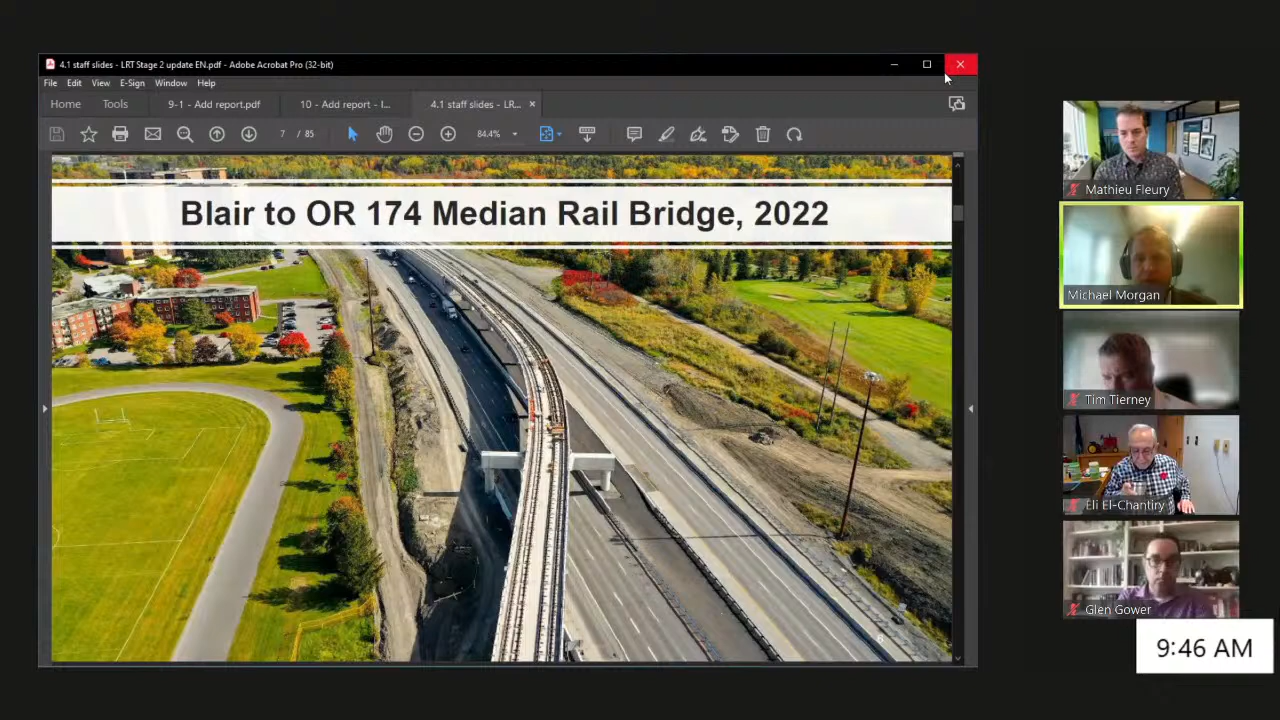 4.1 staff slides - LRT Stage 2 update EN.pdf - Adobe Acrobat Pro (32-bit)
File Edit View E-Sign Window Help
Home Tools 9-1 - Add report.pdf 10 - Add report - I... 4.1 staff slides - LR...
7 / 85 84.4%
Blair to OR 174 Median Rail Bridge, 2022
Mathieu Fleury
Michael Morgan
Tim Tierney
Eli El-Chantiry
Glen Gower
9:46 AM